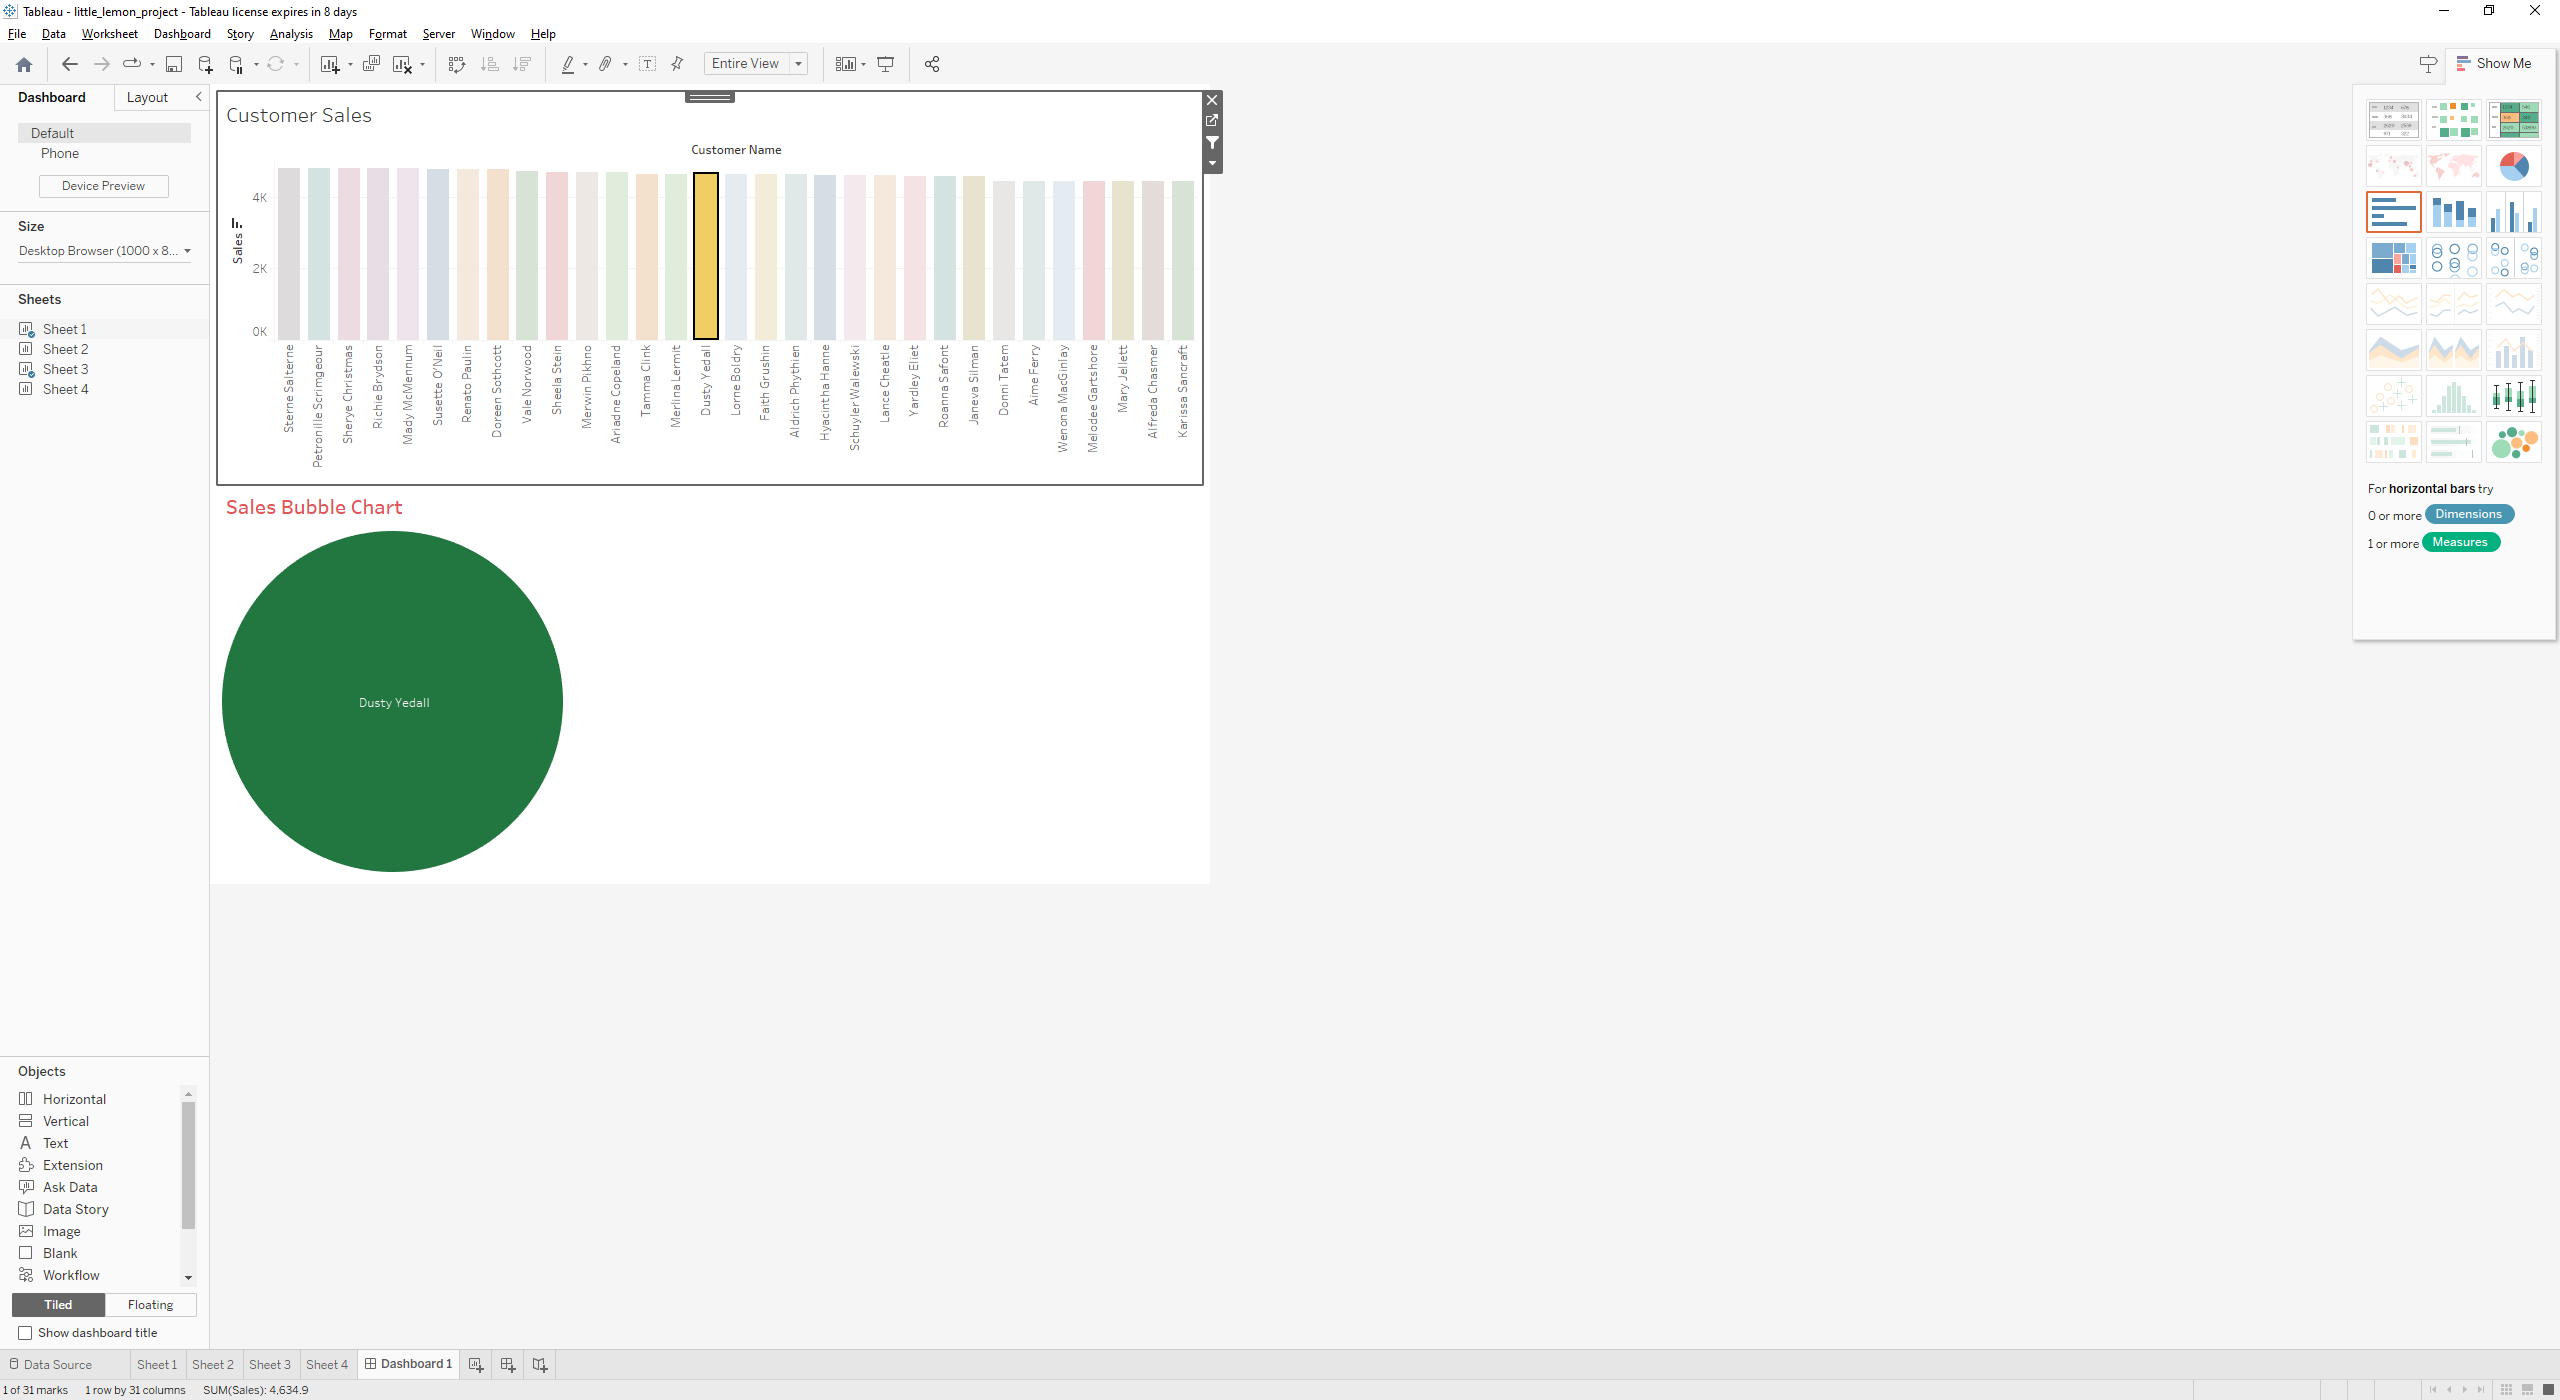 Tableau - little_lemon_project - Tableau license expires in 8 days
File Data Worksheet Dashboard Story Analysis Map Format Server Window Help
Entire View
Show Me
Dashboard Layout
Default
Phone
Device Preview
Size
Desktop Browser (1000 x 8...
Sheets
Sheet 1
Sheet 2
Sheet 3
Sheet 4
Customer Sales
Customer Name
Sales
4K
2K
0K
Sterne Salterne
Petronille Scrimgeour
Sherye Christmas
Richie Brydson
Mady McMennum
Susette O'Neil
Renato Paulin
Doreen Sothcott
Vale Norwood
Sheela Stein
Merwin Pikhno
Ariadne Copeland
Tamma Clink
Merlina Lermit
Dusty Yedall
Lorne Boldry
Faith Grushin
Aldrich Phythien
Hyacintha Hanne
Schuyler Walewski
Lance Cheatle
Yardley Eliet
Roanna Safont
Janeva Silman
Donni Tatem
Aime Ferry
Wenona MacGinlay
Melodee Gartshore
Mary Jellett
Alfreda Chasmer
Karissa Sancraft
Sales Bubble Chart
Dusty Yedall
For horizontal bars try
0 or more Dimensions
1 or more Measures
Objects
Horizontal
Vertical
Text
Extension
Ask Data
Data Story
Image
Blank
Workflow
Tiled Floating
Show dashboard title
Data Source Sheet 1 Sheet 2 Sheet 3 Sheet 4 Dashboard 1
1 of 31 marks 1 row by 31 columns SUM(Sales): 4,634.9